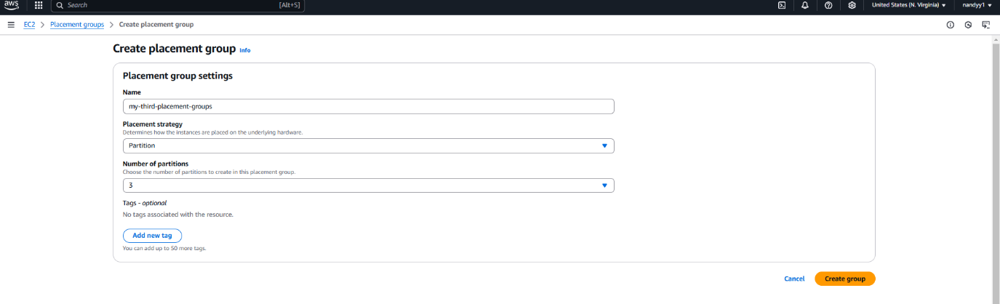 aws Search [Alt+S] United States (N. Virginia) nandyy1
EC2 > Placement groups > Create placement group
Create placement group Info
Placement group settings
Name
my-third-placement-groups
Placement strategy
Determines how the instances are placed on the underlying hardware.
Partition
Number of partitions
Choose the number of partitions to create in this placement group.
3
Tags - optional
No tags associated with the resource.
Add new tag
You can add up to 50 more tags.
Cancel Create group